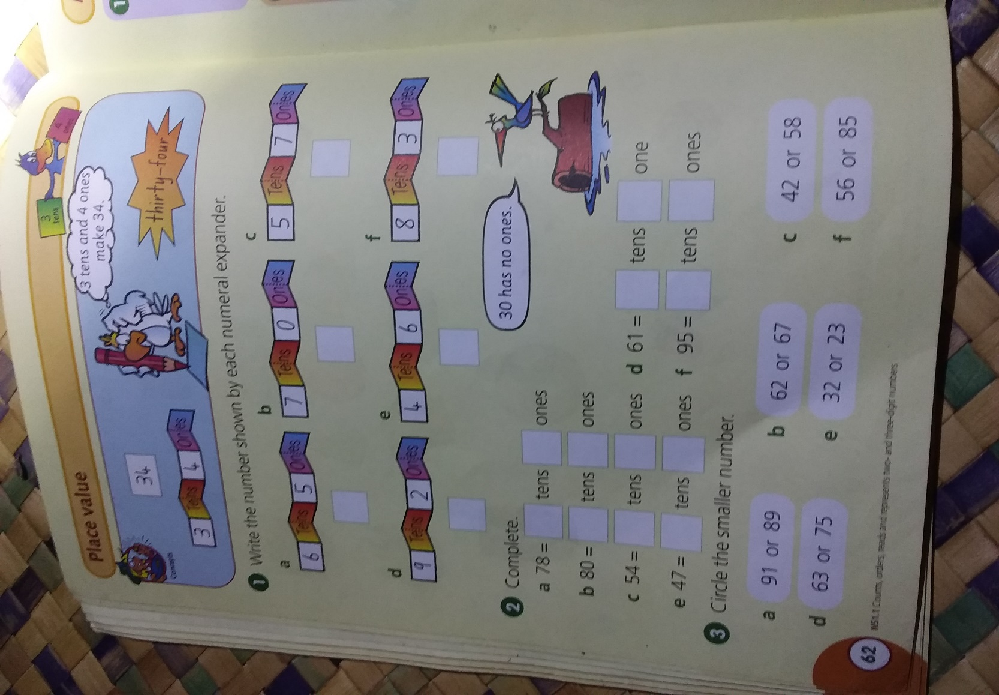 Place value
3 tens
4 ones
3 tens and 4 ones
make 34.
34
thirty-four
Concepts
3 Tens 4 Ones
1 Write the number shown by each numeral expander.
a 6 Tens 5 Ones
b 7 Tens 0 Ones
c 5 Tens 7 Ones
d 9 Tens 2 Ones
e 4 Tens 6 Ones
f 8 Tens 3 Ones
2 Complete.
30 has no ones.
a 78 = tens ones
b 80 = tens ones
c 54 = tens ones d 61 = tens one
e 47 = tens ones f 95 = tens ones
3 Circle the smaller number.
a 91 or 89 b 62 or 67 c 42 or 58
d 63 or 75 e 32 or 23 f 56 or 85
62 NS1.1 Counts, orders, reads and represents two- and three-digit numbers
1